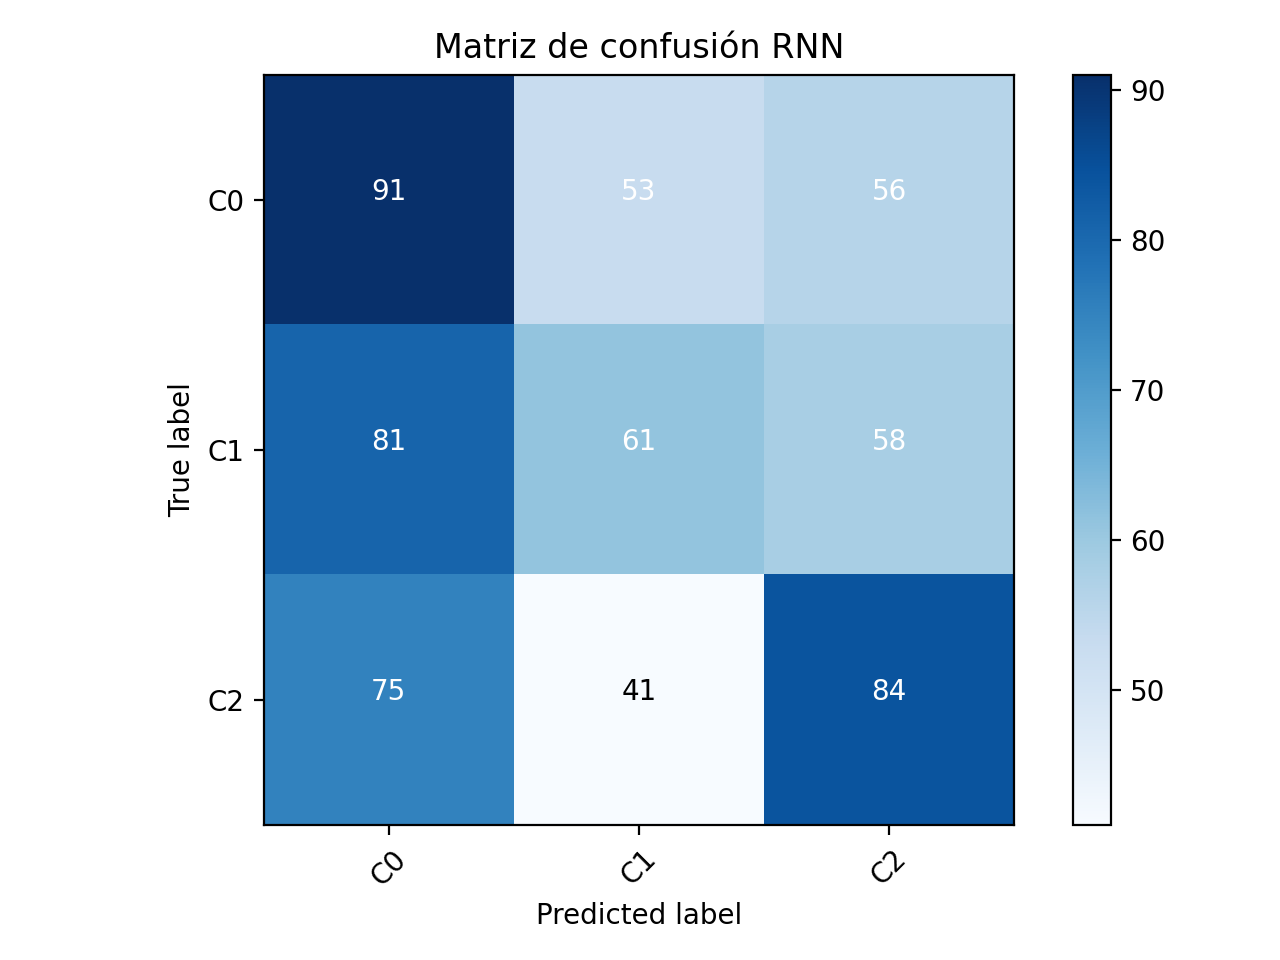 Matriz de confusión RNN
True label
C0
91 53 56
C1
81 61 58
C2
75 41 84
C0 C1 C2
Predicted label
90
80
70
60
50